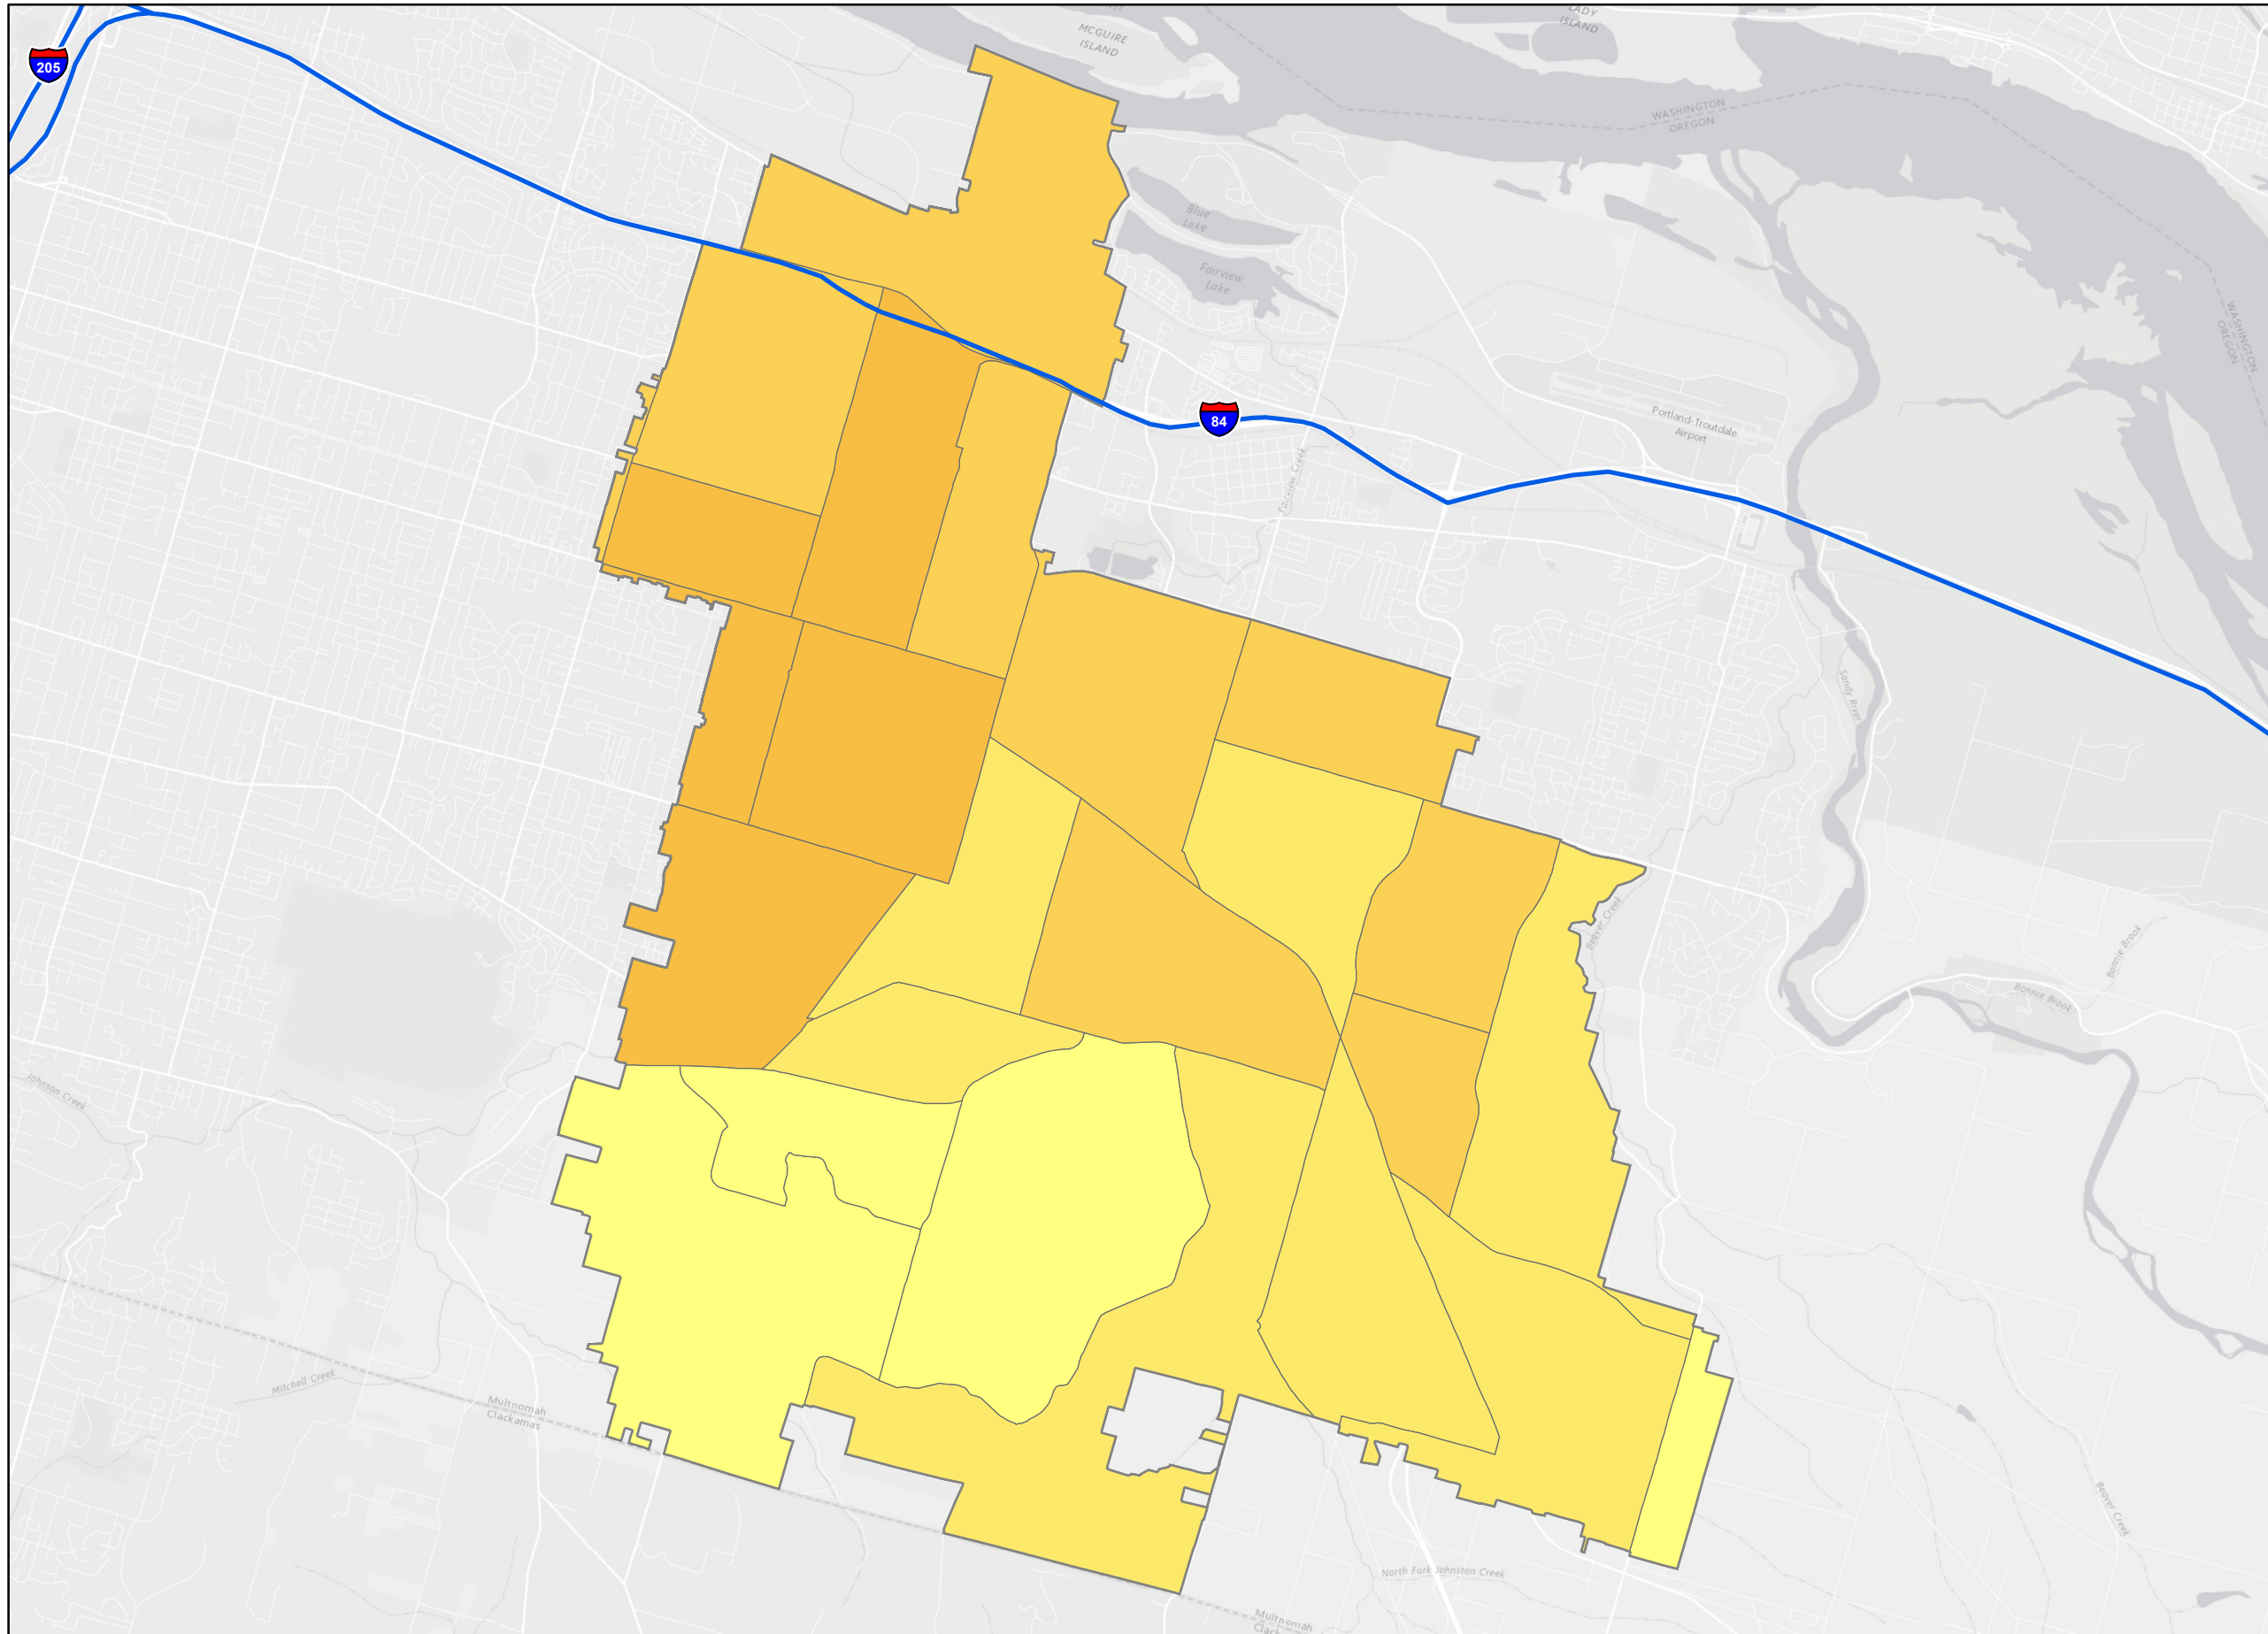 MCGUIRE
ISLAND
LADY
ISLAND
205
WASHINGTON
OREGON
Blue
Lake
Fairview
Lake
WASHINGTON
OREGON
84
Portland-Troutdale
Airport
Fairview Creek
Sandy River
Beaver Creek
Bonnie Brook
Bonnie Brook
Johnson Creek
Mitchell Creek
Multnomah
Clackamas
Beaver Creek
North Fork Johnston Creek
Multnomah